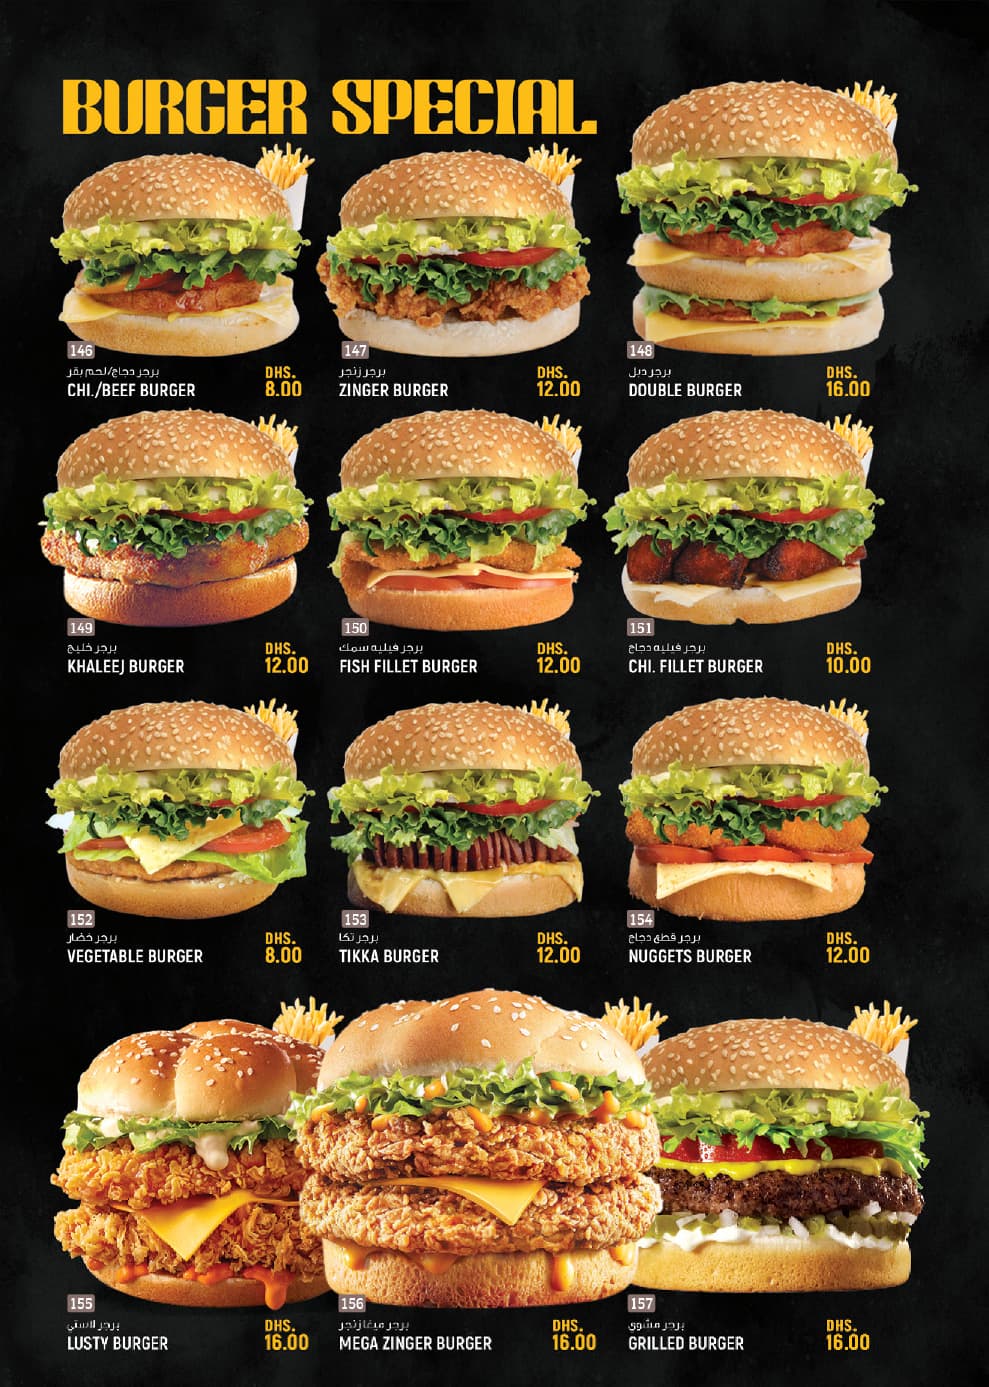 BURGER SPECIAL
146
برجر دجاج/لحم بقر
CHI./BEEF BURGER
DHS.
8.00
147
برجر زنجر
ZINGER BURGER
DHS.
12.00
148
برجر دبل
DOUBLE BURGER
DHS.
16.00
149
برجر خليج
KHALEEJ BURGER
DHS.
12.00
150
برجر فيليه سمك
FISH FILLET BURGER
DHS.
12.00
151
برجر فيليه دجاج
CHI. FILLET BURGER
DHS.
10.00
152
برجر خضار
VEGETABLE BURGER
DHS.
8.00
153
برجر تكا
TIKKA BURGER
DHS.
12.00
154
برجر قطع دجاج
NUGGETS BURGER
DHS.
12.00
155
برجر لاستي
LUSTY BURGER
DHS.
16.00
156
برجر ميغا زنجر
MEGA ZINGER BURGER
DHS.
16.00
157
برجر مشوي
GRILLED BURGER
DHS.
16.00